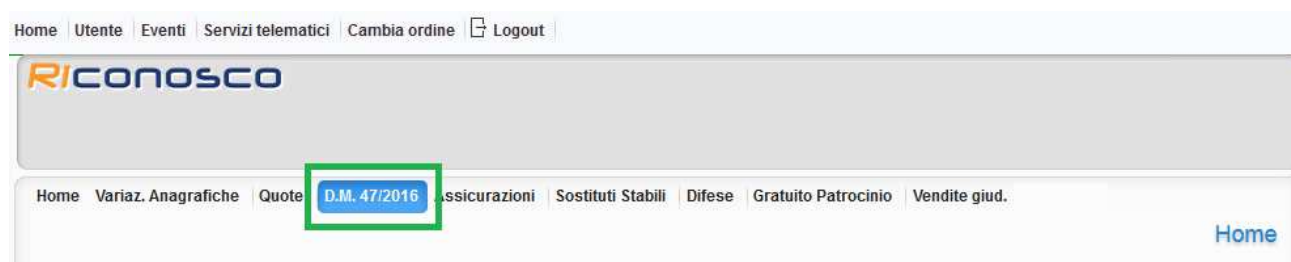 Home Utente Eventi Servizi telematici Cambia ordine Logout
RIconosco
Home Variaz. Anagrafiche Quote D.M. 47/2016 Assicurazioni Sostituti Stabili Difese Gratuito Patrocinio Vendite giud.
Home